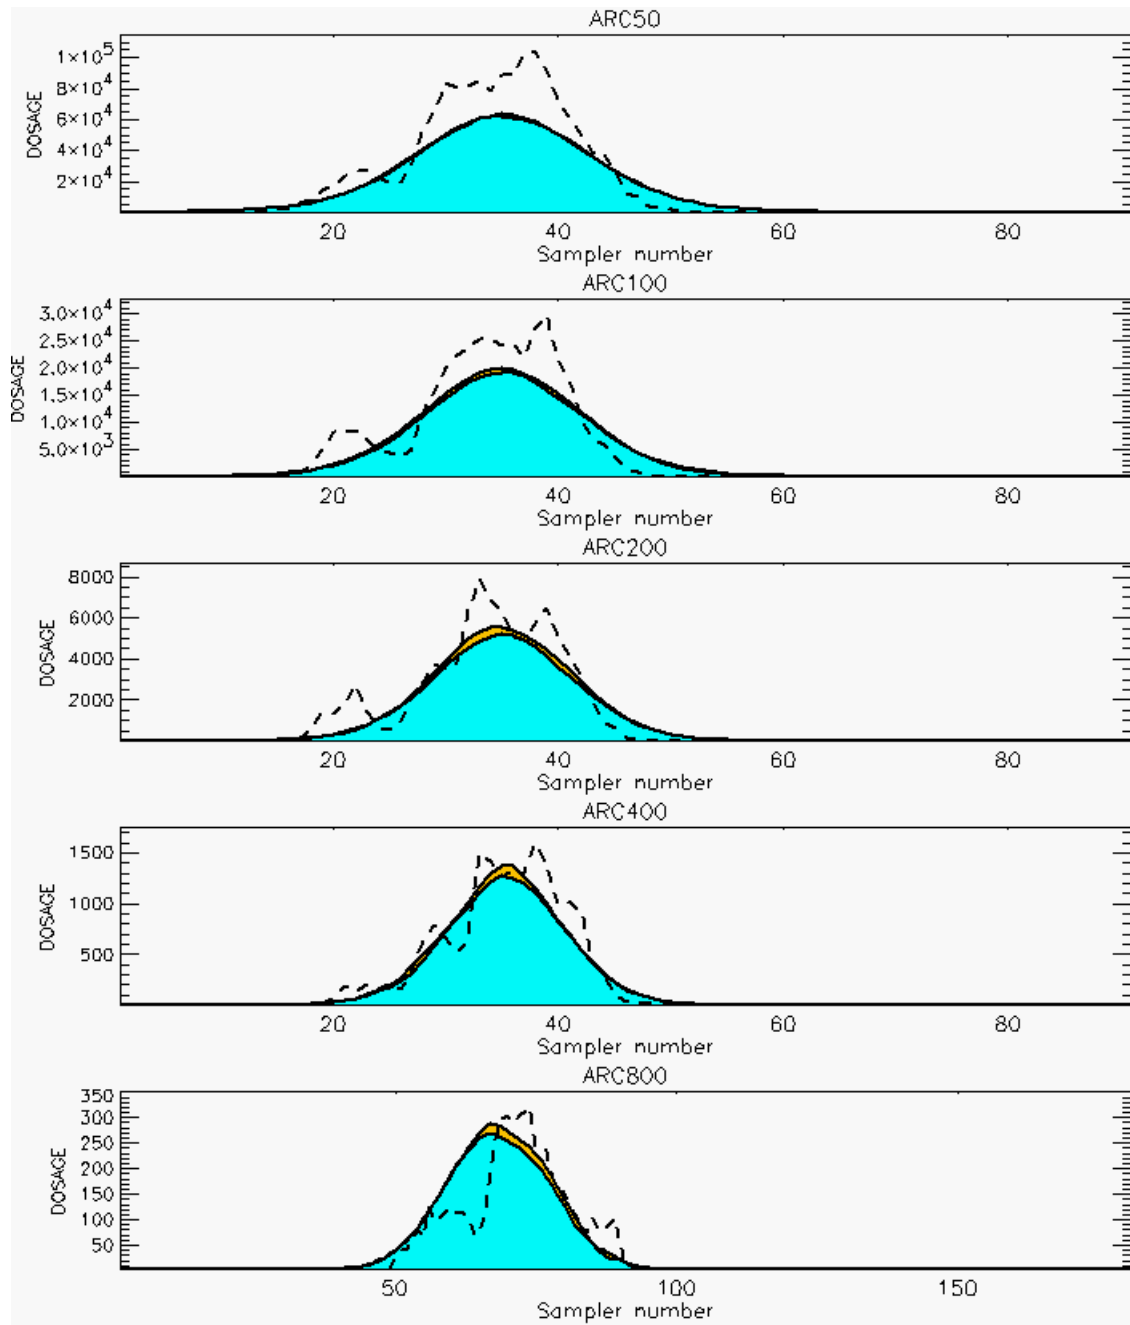 ARC50
1×10⁵
8×10⁴
6×10⁴
4×10⁴
2×10⁴
DOSAGE
20 40 60 80
Sampler number
ARC100
3.0×10⁴
2.5×10⁴
2.0×10⁴
1.5×10⁴
1.0×10⁴
5.0×10³
DOSAGE
20 40 60 80
Sampler number
ARC200
8000
6000
4000
2000
DOSAGE
20 40 60 80
Sampler number
ARC400
1500
1000
500
DOSAGE
20 40 60 80
Sampler number
ARC800
350
300
250
200
150
100
50
DOSAGE
50 100 150
Sampler number